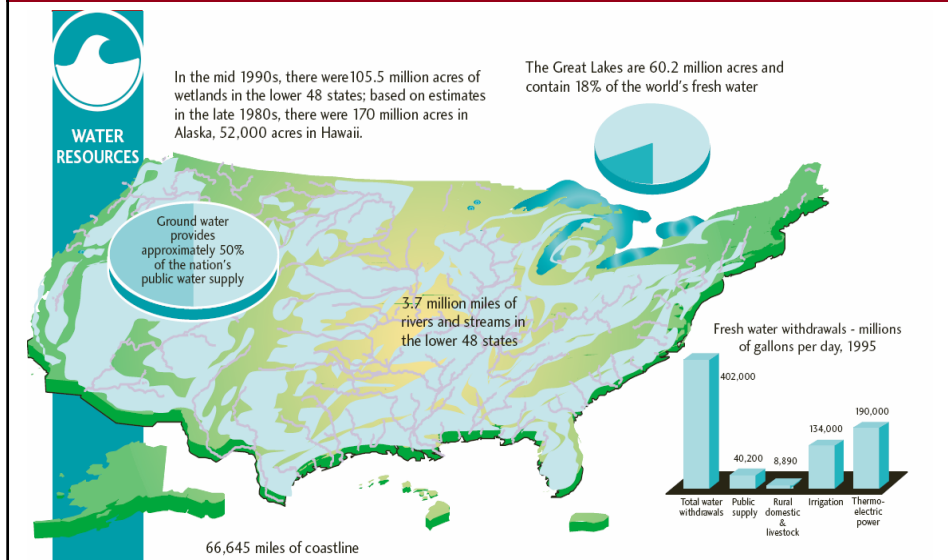 WATER
RESOURCES
In the mid 1990s, there were105.5 million acres of
wetlands in the lower 48 states; based on estimates
in the late 1980s, there were 170 million acres in
Alaska, 52,000 acres in Hawaii.
The Great Lakes are 60.2 million acres and
contain 18% of the world's fresh water
Ground water
provides
approximately 50%
of the nation's
public water supply
3.7 million miles of
rivers and streams in
the lower 48 states
Fresh water withdrawals - millions
of gallons per day, 1995
402,000
40,200
8,890
134,000
190,000
Total water
withdrawals
Public
supply
Rural
domestic
&
livestock
Irrigation
Thermo-
electric
power
66,645 miles of coastline